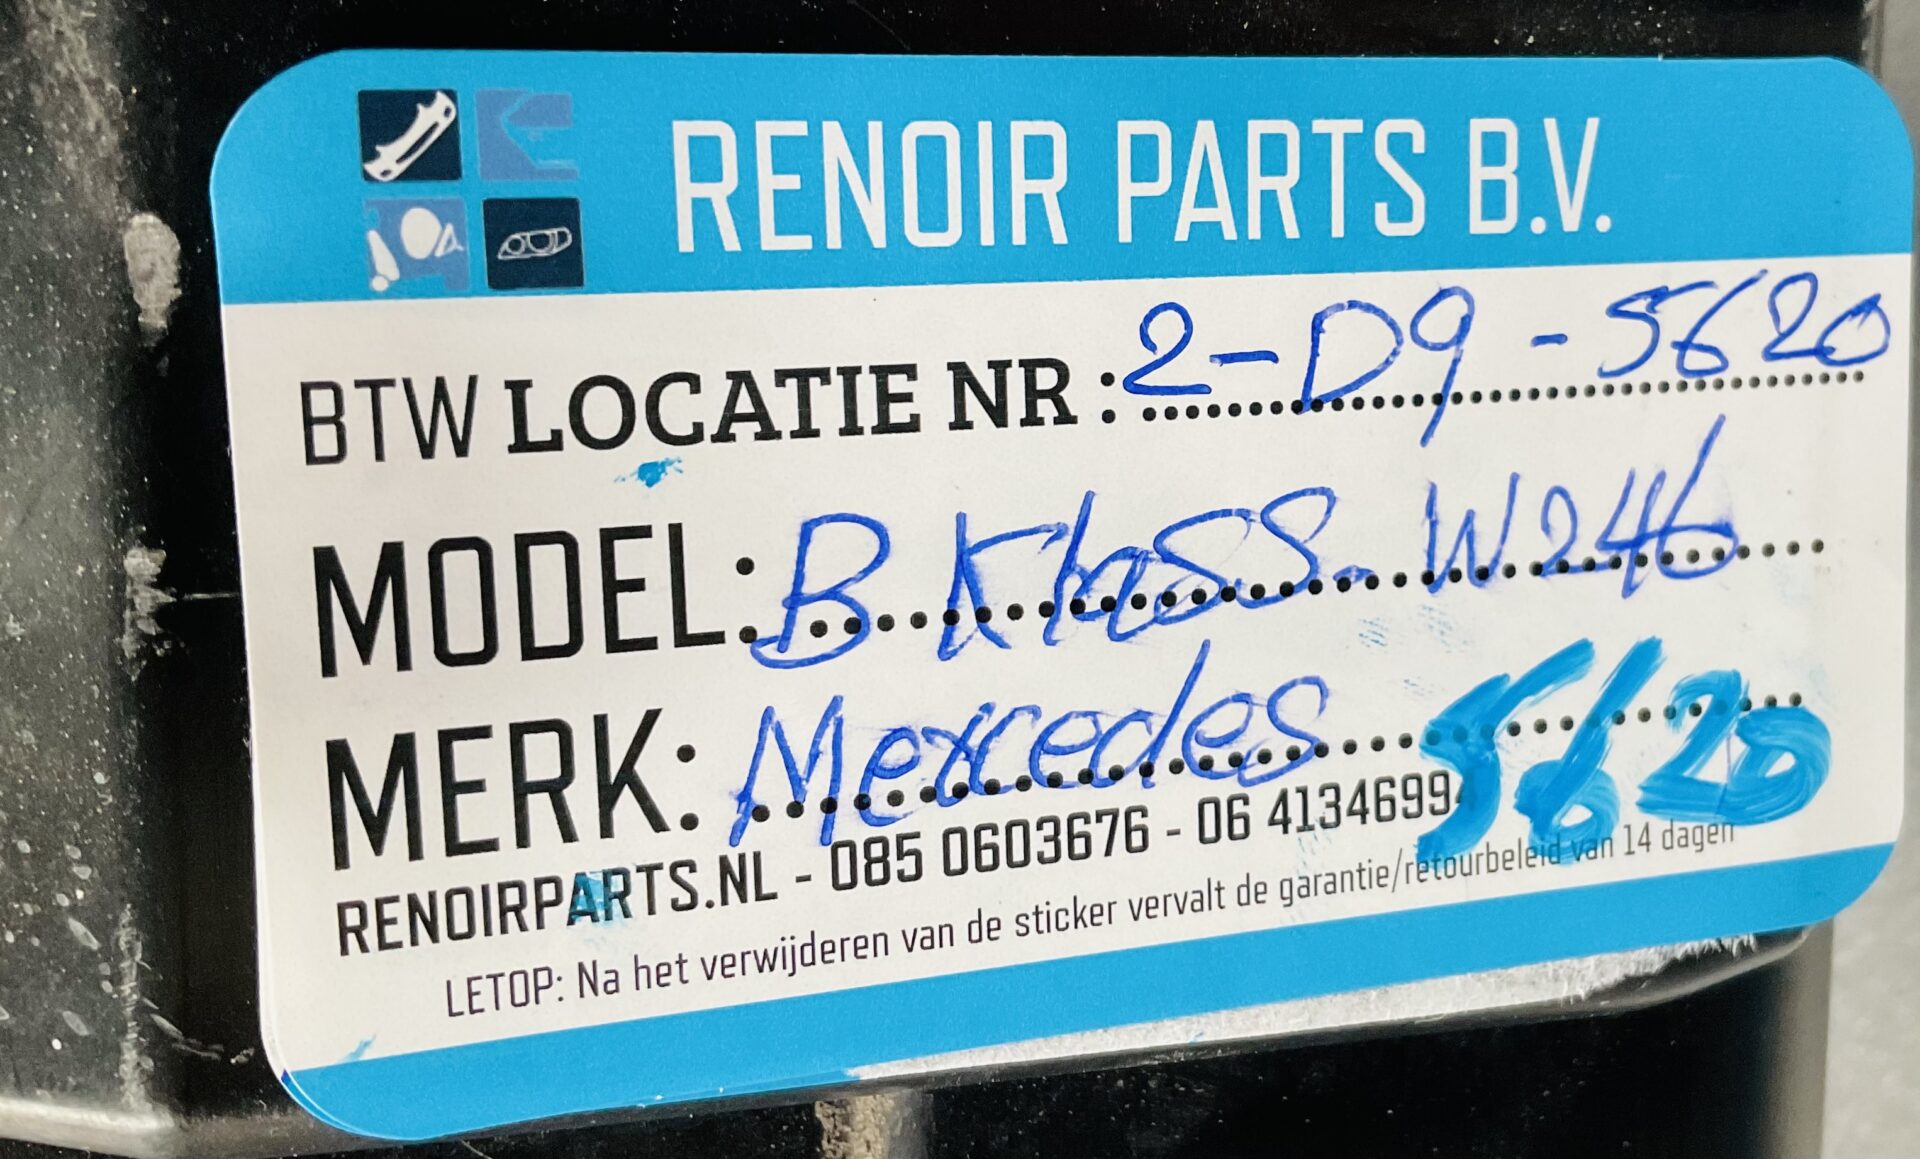 RENOIR PARTS B.V.
BTW LOCATIE NR : 2-D9-5620
MODEL: B Klass. W246
MERK: Mercedes 5620
RENOIRPARTS.NL - 085 0603676 - 06 41346994
LETOP: Na het verwijderen van de sticker vervalt de garantie/retourbeleid van 14 dagen